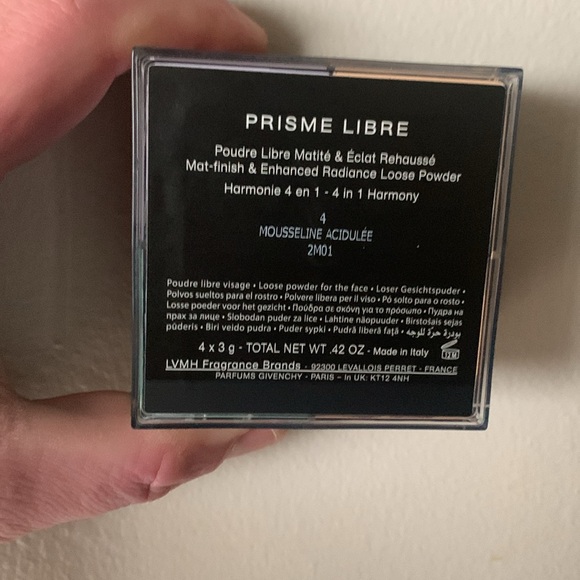 PRISME LIBRE
Poudre Libre Matité & Éclat Rehaussé
Mat-finish & Enhanced Radiance Loose Powder
Harmonie 4 en 1 - 4 in 1 Harmony
4
MOUSSELINE ACIDULÉE
2M01
Poudre libre visage • Loose powder for the face • Loser Gesichtspuder •
Polvos sueltos para el rostro • Polvere libera per il viso • Pó solto para o rosto •
Losse poeder voor het gezicht • Πούδρα σε σκόνη για το πρόσωπο • Пудра на
прах за лице • Slobodan puder za lice • Lahtine näopuuder • Birstošais sejas
pūderis • Biri veido pudra • Puder sypki • Pudră liberă față • بودرة حرّة للوجه
4 x 3 g - TOTAL NET WT .42 OZ - Made in Italy
12M
LVMH Fragrance Brands - 92300 LEVALLOIS PERRET - FRANCE
PARFUMS GIVENCHY - PARIS - In UK: KT12 4NH